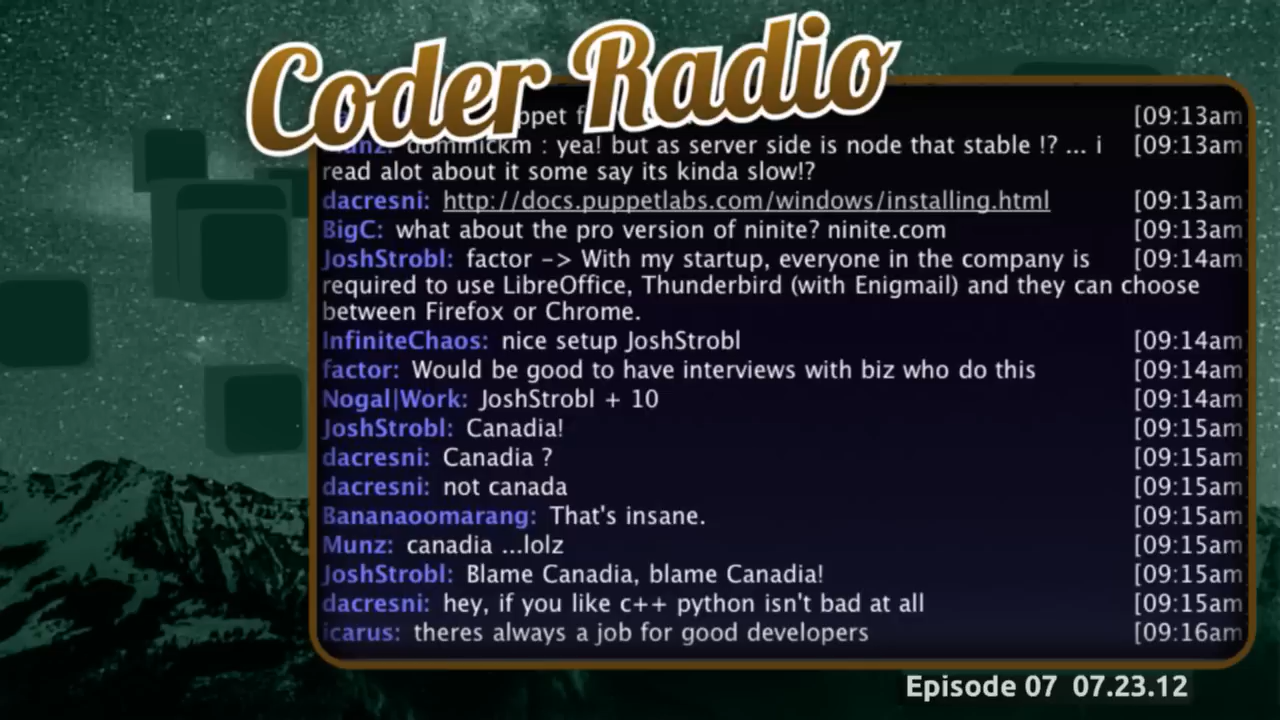 Coder Radio
ppet f [09:13am
Munz: dominickm : yea! but as server side is node that stable !? ... i [09:13am
read alot about it some say its kinda slow!?
dacresni: http://docs.puppetlabs.com/windows/installing.html [09:13am
BigC: what about the pro version of ninite? ninite.com [09:13am
JoshStrobl: factor -> With my startup, everyone in the company is [09:14am
required to use LibreOffice, Thunderbird (with Enigmail) and they can choose
between Firefox or Chrome.
InfiniteChaos: nice setup JoshStrobl [09:14am
factor: Would be good to have interviews with biz who do this [09:14am
Nogal|Work: JoshStrobl + 10 [09:14am
JoshStrobl: Canadia! [09:15am
dacresni: Canadia ? [09:15am
dacresni: not canada [09:15am
Bananaoomarang: That's insane. [09:15am
Munz: canadia ...lolz [09:15am
JoshStrobl: Blame Canadia, blame Canadia! [09:15am
dacresni: hey, if you like c++ python isn't bad at all [09:15am
icarus: theres always a job for good developers [09:16am
Episode 07 07.23.12